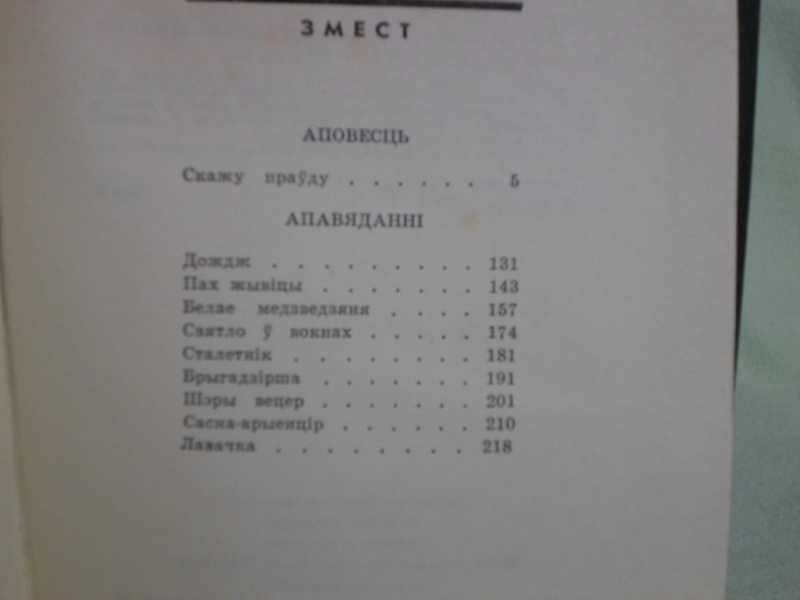 ЗМЕСТ
АПОВЕСЦЬ
Скажу праўду . . . . . . 5
АПАВЯДАННІ
Дождж . . . . . . . . . 131
Пах жывіцы . . . . . . . 143
Белае медзведзяня . . . . 157
Святло ў вокнах . . . . . 174
Сталетнік . . . . . . . . 181
Брыгадзірша . . . . . . . 191
Шэры вецер . . . . . . . 201
Сасна-арыенцір . . . . . . 210
Лавачка . . . . . . . . 218